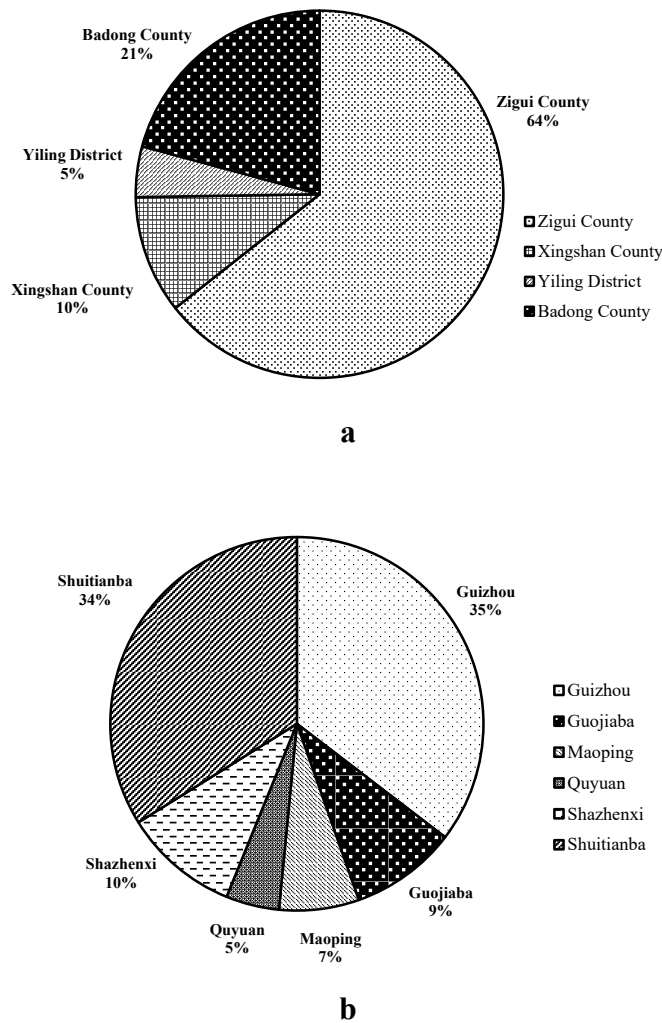 Badong County
21%
Zigui County
64%
Yiling District
5%
Xingshan County
10%
Zigui County
Xingshan County
Yiling District
Badong County
a
Shuitianba
34%
Guizhou
35%
Shazhenxi
10%
Quyuan
5%
Maoping
7%
Guojiaba
9%
Guizhou
Guojiaba
Maoping
Quyuan
Shazhenxi
Shuitianba
b